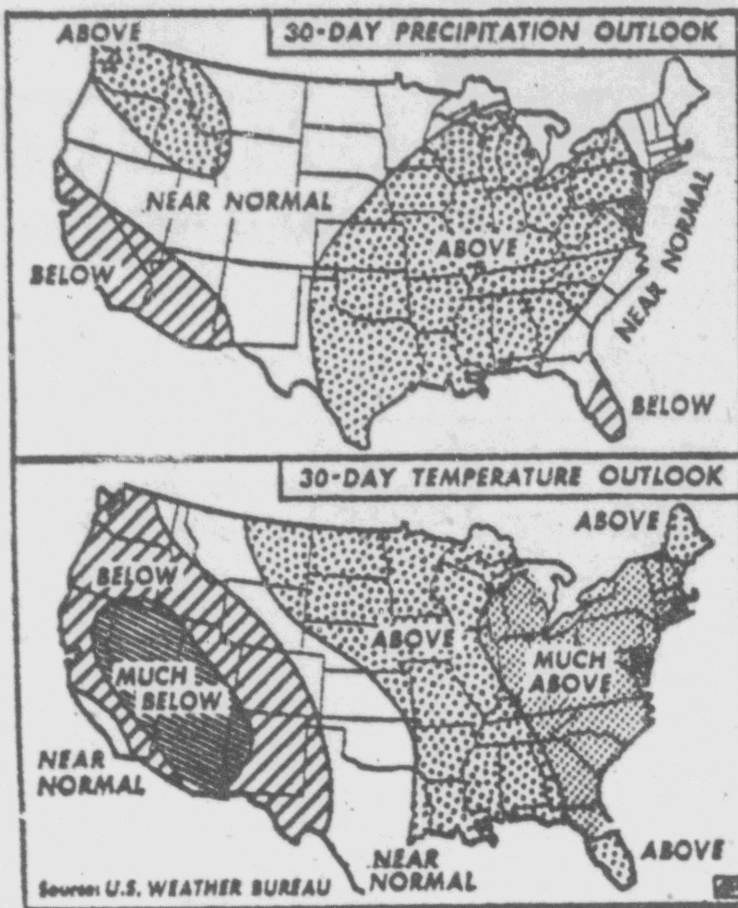 ABOVE
30-DAY PRECIPITATION OUTLOOK
NEAR NORMAL
ABOVE
BELOW
NEAR NORMAL
BELOW
30-DAY TEMPERATURE OUTLOOK
ABOVE
BELOW
ABOVE
MUCH
BELOW
MUCH
ABOVE
NEAR
NORMAL
NEAR
NORMAL
ABOVE
Source: U.S. WEATHER BUREAU